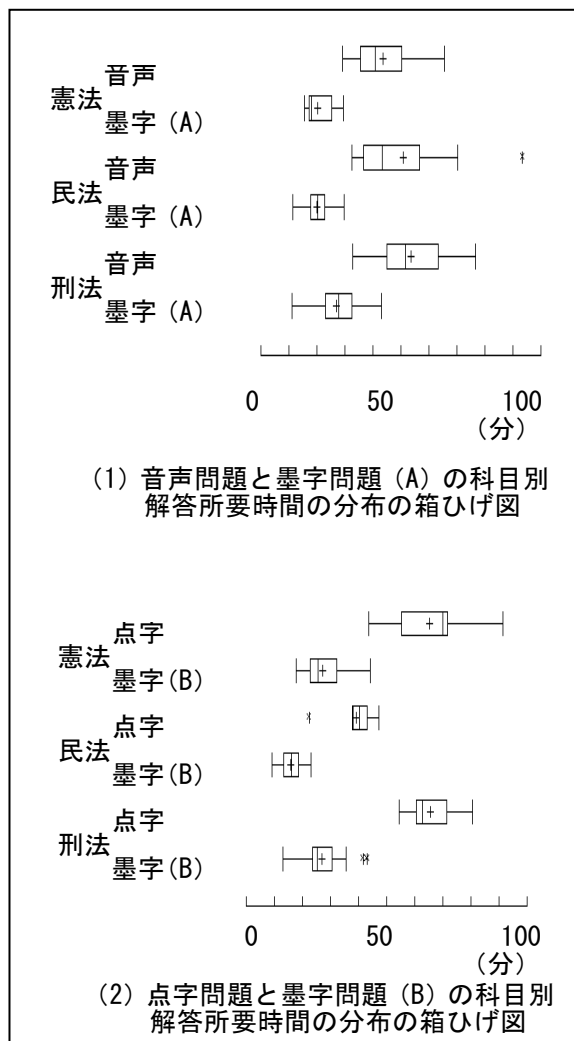 音声
憲法
墨字 (A)
音声
民法
墨字 (A)
音声
刑法
墨字 (A)
0 50 100
(分)
(1) 音声問題と墨字問題 (A) の科目別
解答所要時間の分布の箱ひげ図
点字
憲法
墨字(B)
点字
民法
墨字(B)
点字
刑法
墨字(B)
0 50 100
(分)
(2) 点字問題と墨字問題 (B) の科目別
解答所要時間の分布の箱ひげ図